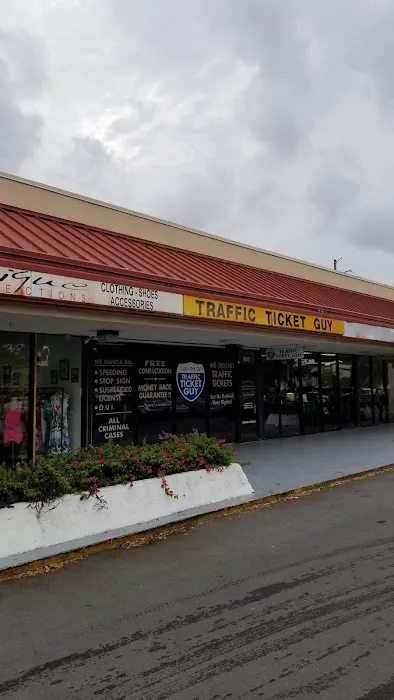 CLOTHING - SHOES
ACCESSORIES
TRAFFIC TICKET GUY
WE HANDLE ALL
• SPEEDING
• STOP SIGN
• SUSPENDED
LICENSE
• D.U.I.
ALL
CRIMINAL
CASES
FREE
CONSULTATION
MONEY BACK
GUARANTEE!!
TRAFFIC
TICKET
GUY
TRAFFIC
TICKETS
TRAFFIC